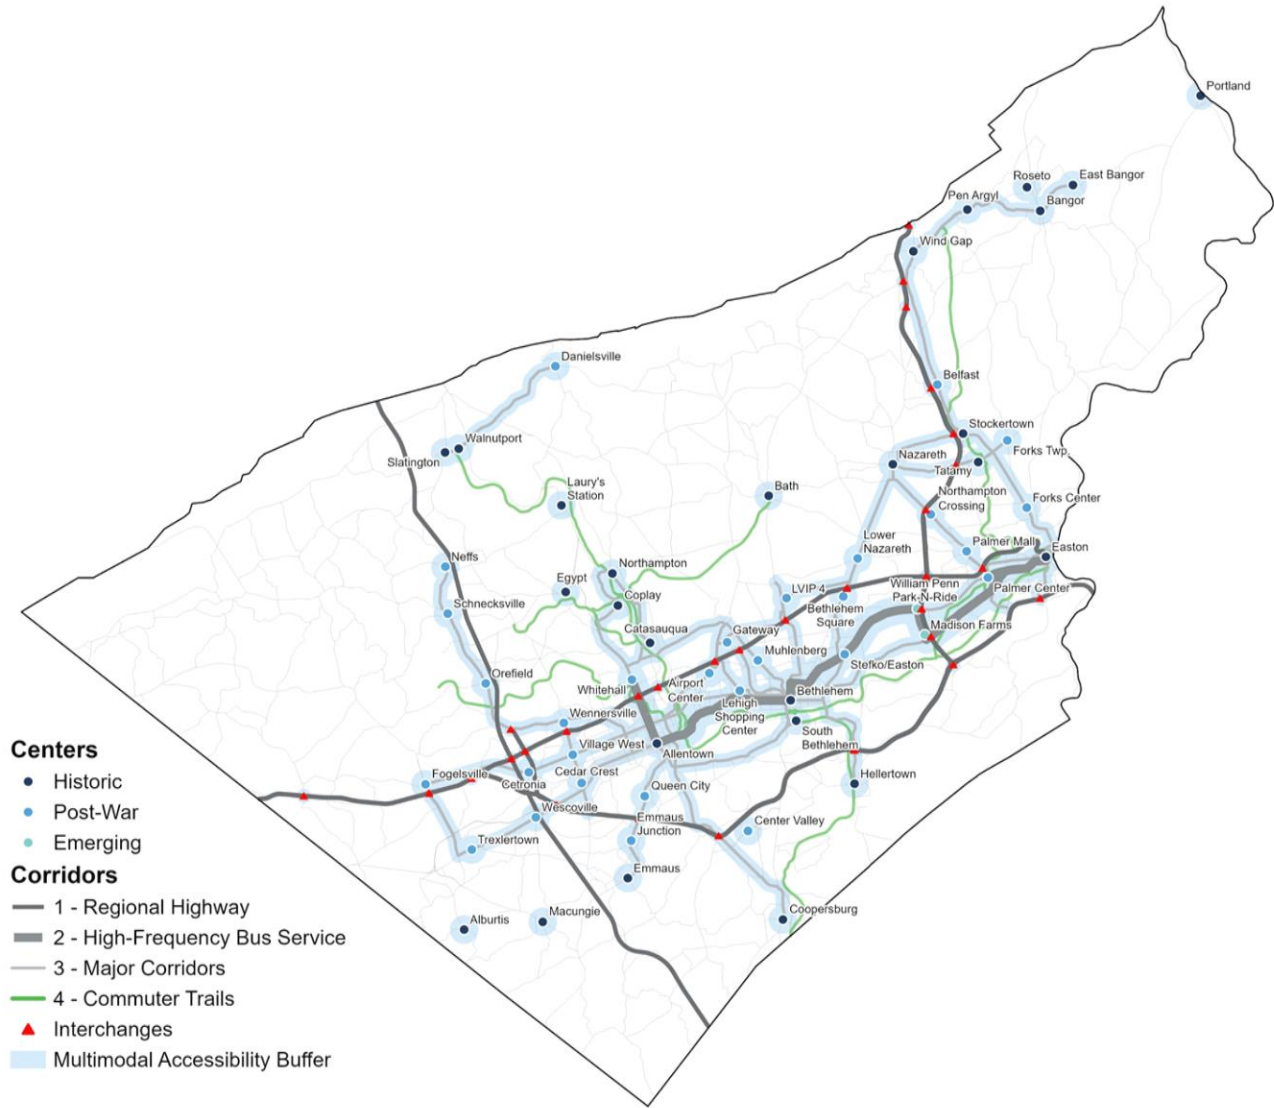 Portland
Roseto
East Bangor
Pen Argyl
Bangor
Wind Gap
Danielsville
Belfast
Stockertown
Walnutport
Forks Twp.
Slatington
Nazareth
Tatamy
Laury's
Station
Bath
Northampton
Crossing
Forks Center
Lower
Nazareth
Palmer Mall
Easton
Neffs
Northampton
Egypt
William Penn
Park-N-Ride
Palmer Center
Coplay
LVIP 4
Schnecksville
Bethlehem
Square
Madison Farms
Catasauqua
Gateway
Muhlenberg
Stefko/Easton
Orefield
Whitehall
Airport
Center
Bethlehem
Lehigh
Shopping
Center
Wennersville
South
Bethlehem
Village West
Allentown
Fogelsville
Cetronia
Cedar Crest
Queen City
Hellertown
Wescoville
Emmaus
Junction
Center Valley
Trexlertown
Emmaus
Alburtis
Macungie
Coopersburg
Centers
Historic
Post-War
Emerging
Corridors
1 - Regional Highway
2 - High-Frequency Bus Service
3 - Major Corridors
4 - Commuter Trails
Interchanges
Multimodal Accessibility Buffer